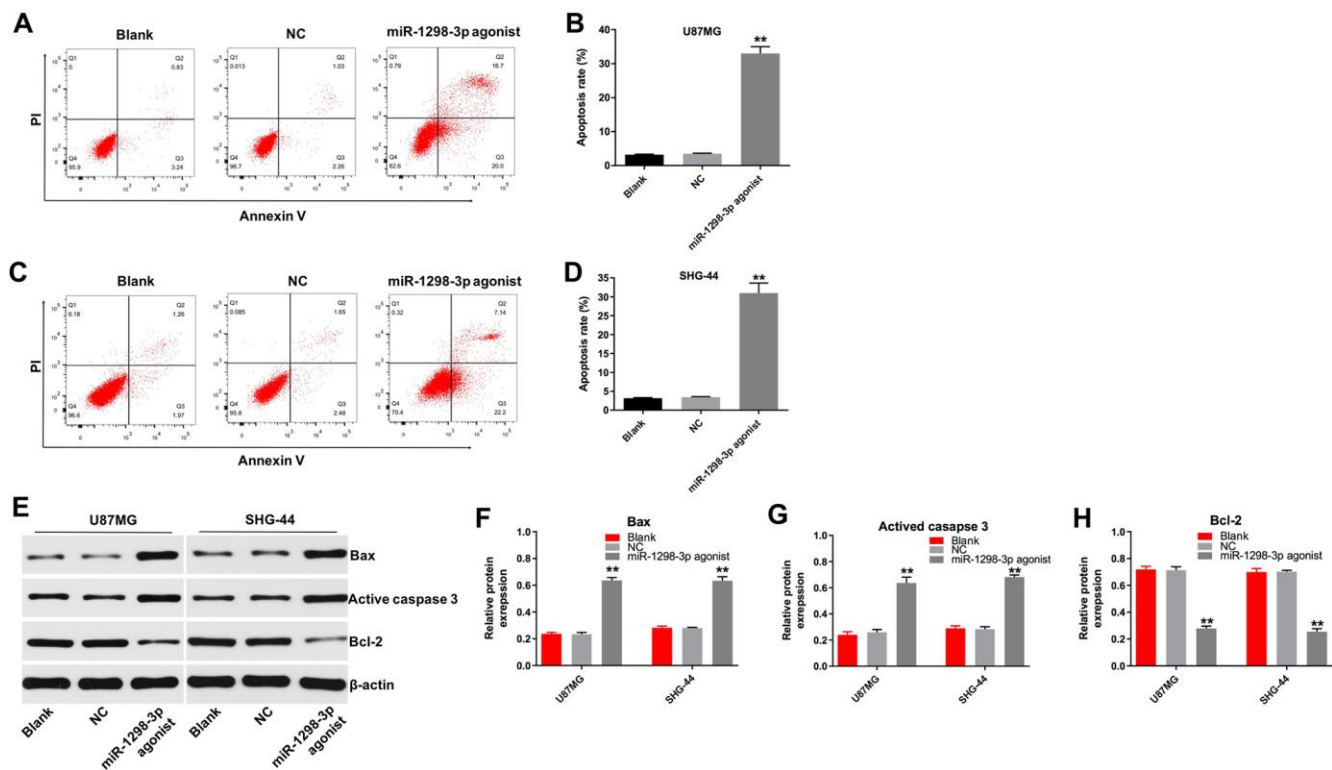 A
Blank
NC
miR-1298-3p agonist
PI
Q1
0
Q2
0.83
Q4
95.9
Q3
3.24
Q1
0.013
Q2
1.03
Q4
96.7
Q3
2.26
Q1
0.79
Q2
16.7
Q4
62.6
Q3
20.0
Annexin V
B
U87MG
Apoptosis rate (%)
40
30
20
10
0
**
Blank
NC
miR-1298-3p agonist
C
Blank
NC
miR-1298-3p agonist
PI
Q1
0.18
Q2
1.26
Q4
96.6
Q3
1.97
Q1
0.085
Q2
1.65
Q4
95.8
Q3
2.48
Q1
0.32
Q2
7.14
Q4
70.4
Q3
22.2
Annexin V
D
SHG-44
Apoptosis rate (%)
35
30
25
20
15
10
5
0
**
Blank
NC
miR-1298-3p agonist
E
U87MG
SHG-44
Bax
Active caspase 3
Bcl-2
β-actin
Blank
NC
miR-1298-3p
agonist
Blank
NC
miR-1298-3p
agonist
F
Bax
Blank
NC
miR-1298-3p agonist
Relative protein
exrepssion
1.0
0.8
0.6
0.4
0.2
0.0
**
**
U87MG
SHG-44
G
Actived casapse 3
Blank
NC
miR-1298-3p agonist
Relative protein
exrepssion
1.0
0.8
0.6
0.4
0.2
0.0
**
**
U87MG
SHG-44
H
Bcl-2
Blank
NC
miR-1298-3p agonist
Relative protein
exrepssion
1.0
0.8
0.6
0.4
0.2
0.0
**
**
U87MG
SHG-44